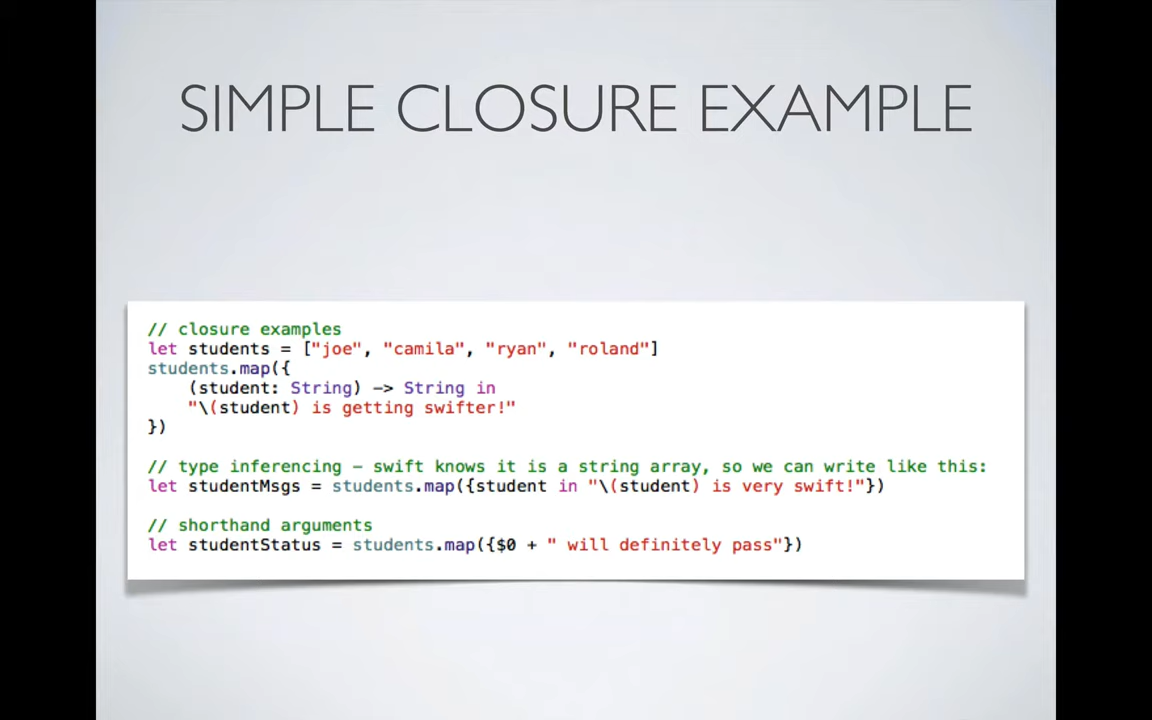 SIMPLE CLOSURE EXAMPLE
// closure examples
let students = ["joe", "camila", "ryan", "roland"]
students.map({
    (student: String) -> String in
    "\(student) is getting swifter!"
})
// type inferencing - swift knows it is a string array, so we can write like this:
let studentMsgs = students.map({student in "\(student) is very swift!"})
// shorthand arguments
let studentStatus = students.map({$0 + " will definitely pass"})